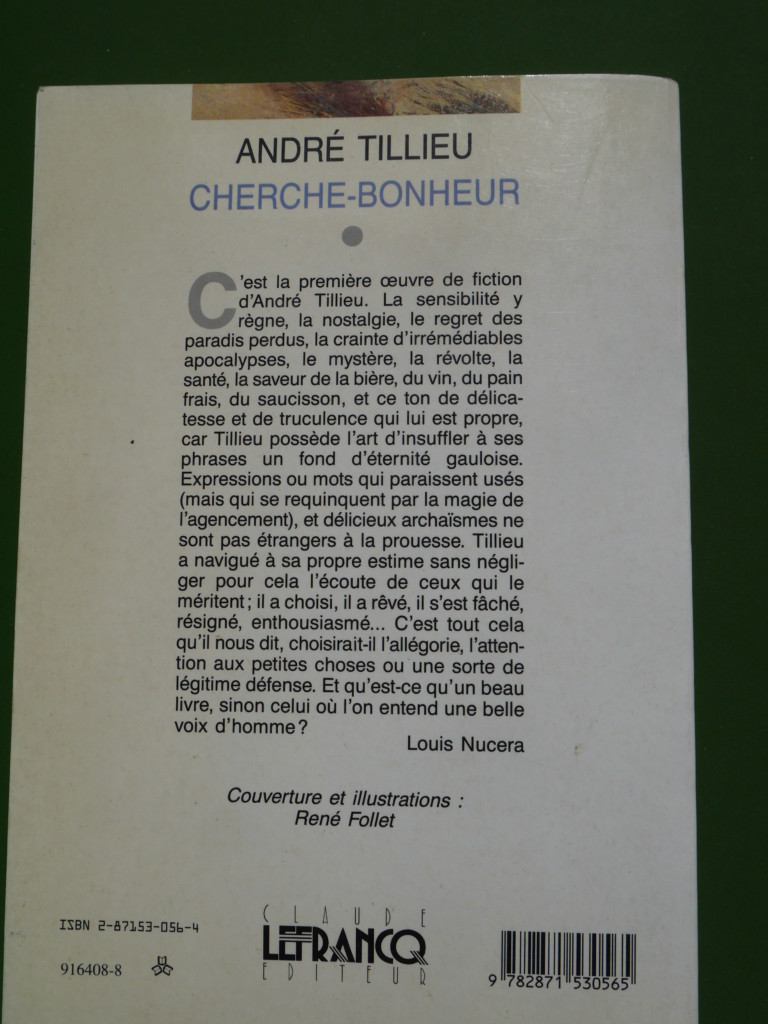 ANDRÉ TILLIEU
CHERCHE-BONHEUR
C'est la première œuvre de fiction
d'André Tillieu. La sensibilité y
règne, la nostalgie, le regret des
paradis perdus, la crainte d'irrémédiables
apocalypses, le mystère, la révolte, la
santé, la saveur de la bière, du vin, du pain
frais, du saucisson, et ce ton de délica-
tesse et de truculence qui lui est propre,
car Tillieu possède l'art d'insuffler à ses
phrases un fond d'éternité gauloise.
Expressions ou mots qui paraissent usés
(mais qui se requinquent par la magie de
l'agencement), et délicieux archaïsmes ne
sont pas étrangers à la prouesse. Tillieu
a navigué à sa propre estime sans négli-
ger pour cela l'écoute de ceux qui le
méritent ; il a choisi, il a rêvé, il s'est fâché,
résigné, enthousiasmé... C'est tout cela
qu'il nous dit, choisirait-il l'allégorie, l'atten-
tion aux petites choses ou une sorte de
légitime défense. Et qu'est-ce qu'un beau
livre, sinon celui où l'on entend une belle
voix d'homme ?
Louis Nucera
Couverture et illustrations :
René Follet
ISBN 2-87153-056-4
916408-8
CLAUDE
LEFRANCQ
EDITEUR
9 782871 530565